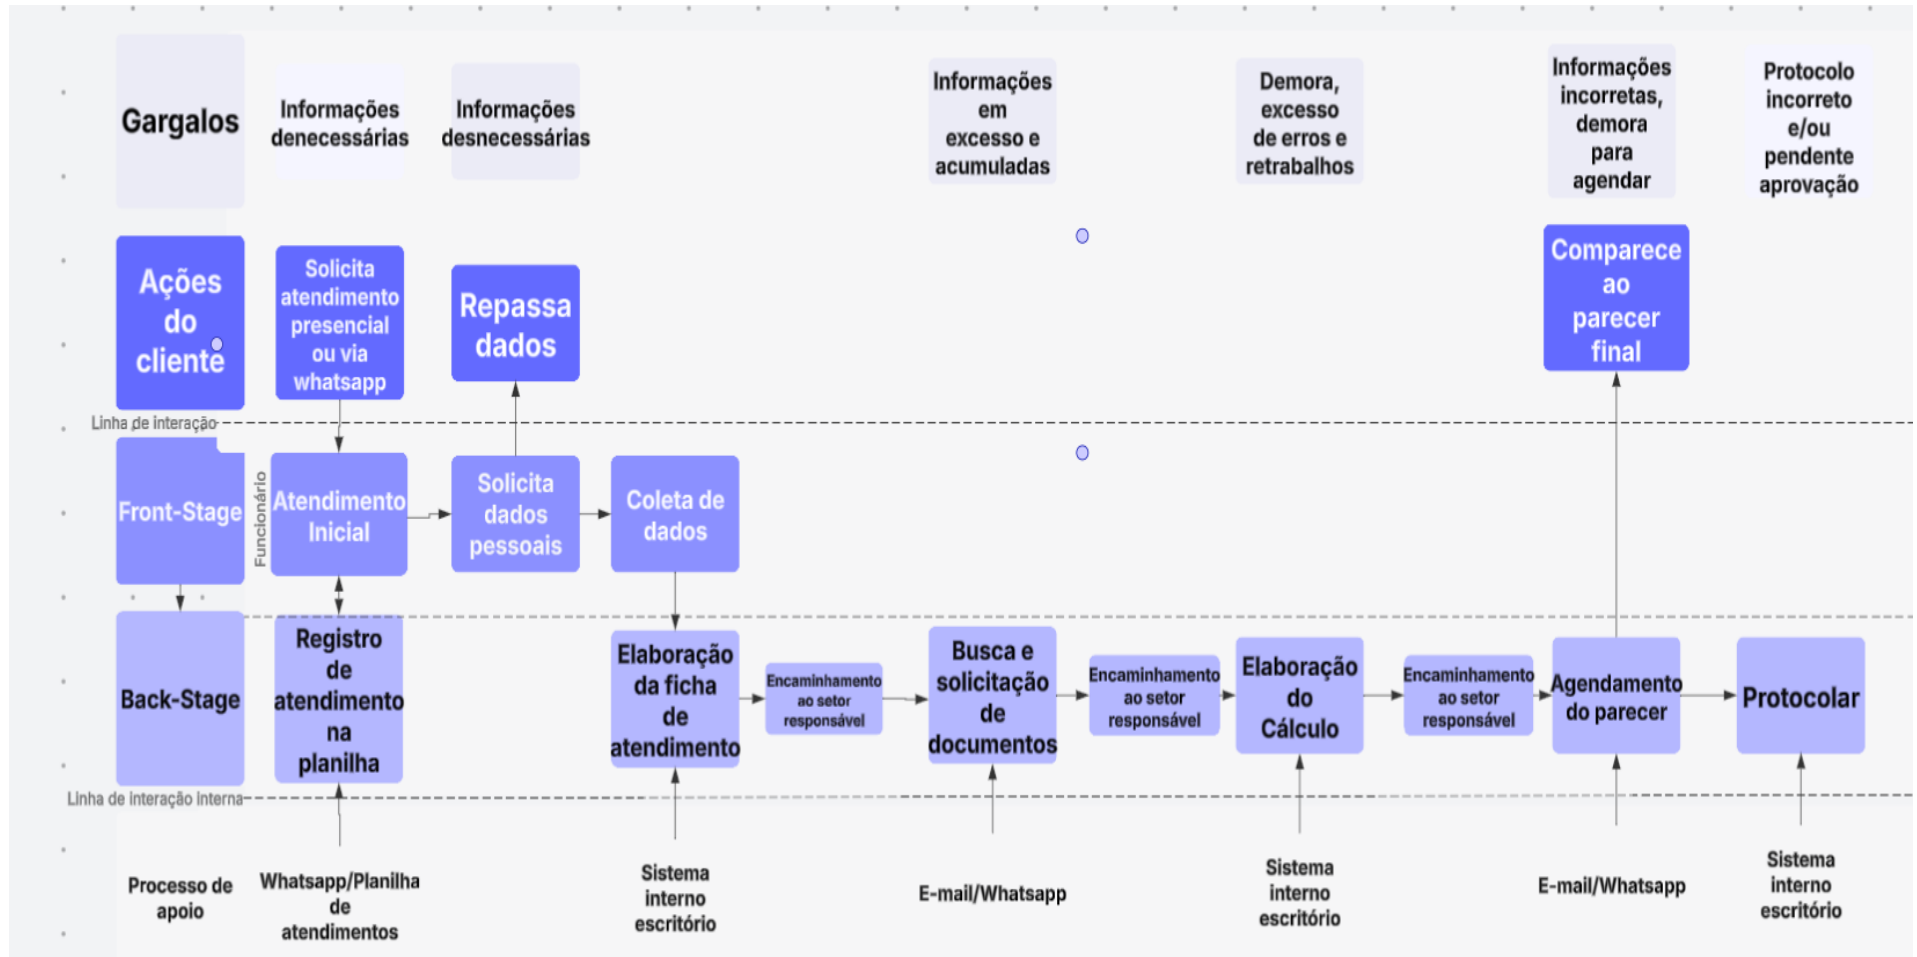 Gargalos
Informações
denecessárias
Informações
desnecessárias
Informações
em
excesso e
acumuladas
Demora,
excesso
de erros e
retrabalhos
Informações
incorretas,
demora
para
agendar
Protocolo
incorreto
e/ou
pendente
aprovação
Ações
do
cliente
Solicita
atendimento
presencial
ou via
whatsapp
Repassa
dados
Comparece
ao
parecer
final
Linha de interação
Front-Stage
Funcionário
Atendimento
Inicial
Solicita
dados
pessoais
Coleta de
dados
Back-Stage
Registro
de
atendimento
na
planilha
Elaboração
da ficha
de
atendimento
Encaminhamento
ao setor
responsável
Busca e
solicitação
de
documentos
Encaminhamento
ao setor
responsável
Elaboração
do
Cálculo
Encaminhamento
ao setor
responsável
Agendamento
do parecer
Protocolar
Linha de interação interna
Processo de
apoio
Whatsapp/Planilha
de
atendimentos
Sistema
interno
escritório
E-mail/Whatsapp
Sistema
interno
escritório
E-mail/Whatsapp
Sistema
interno
escritório